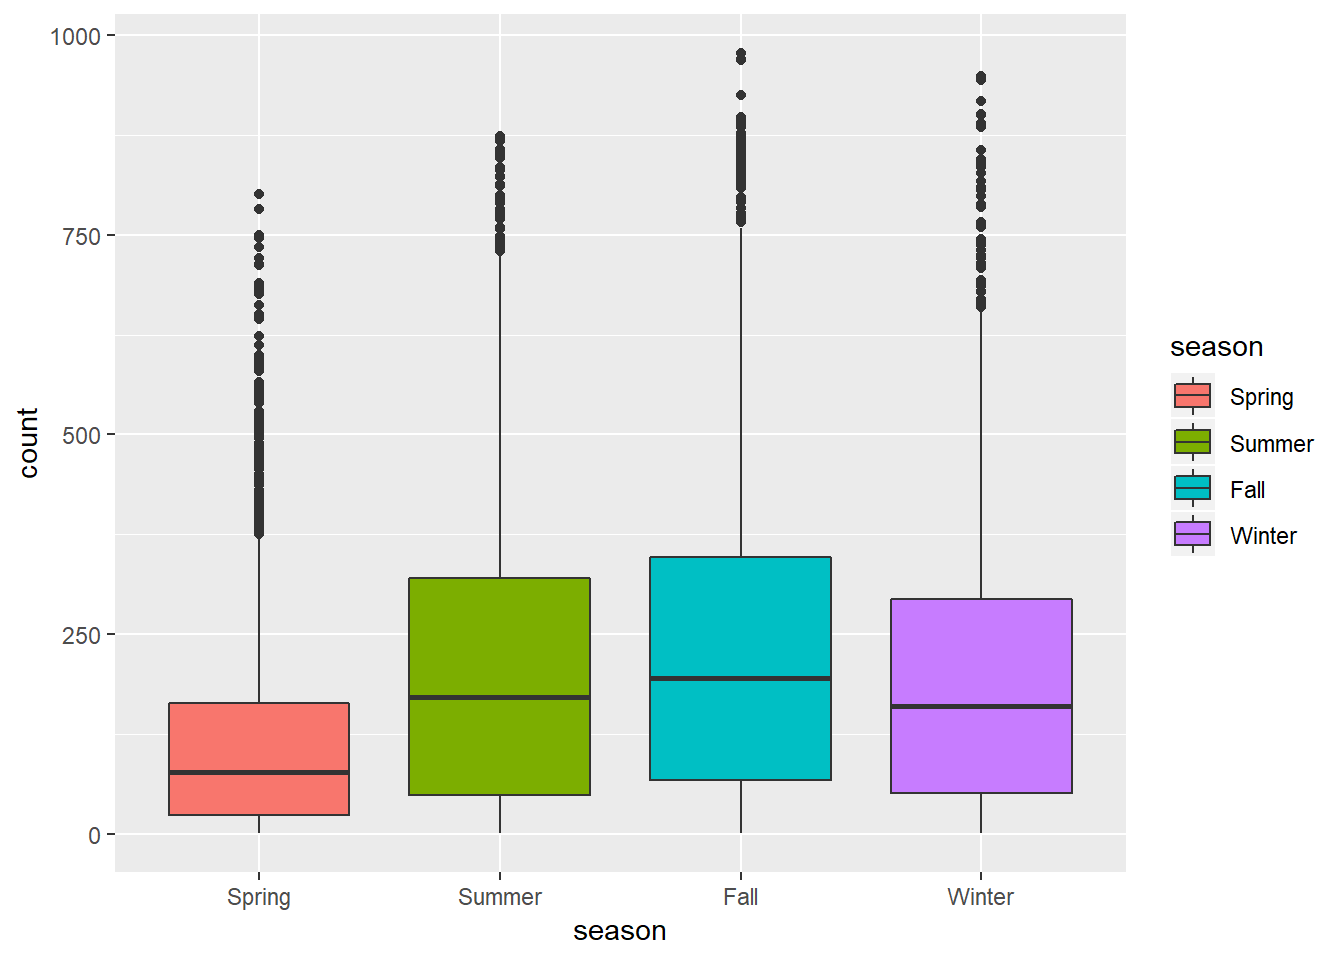 1000
750
500
250
0
count
Spring
Summer
Fall
Winter
season
season
Spring
Summer
Fall
Winter